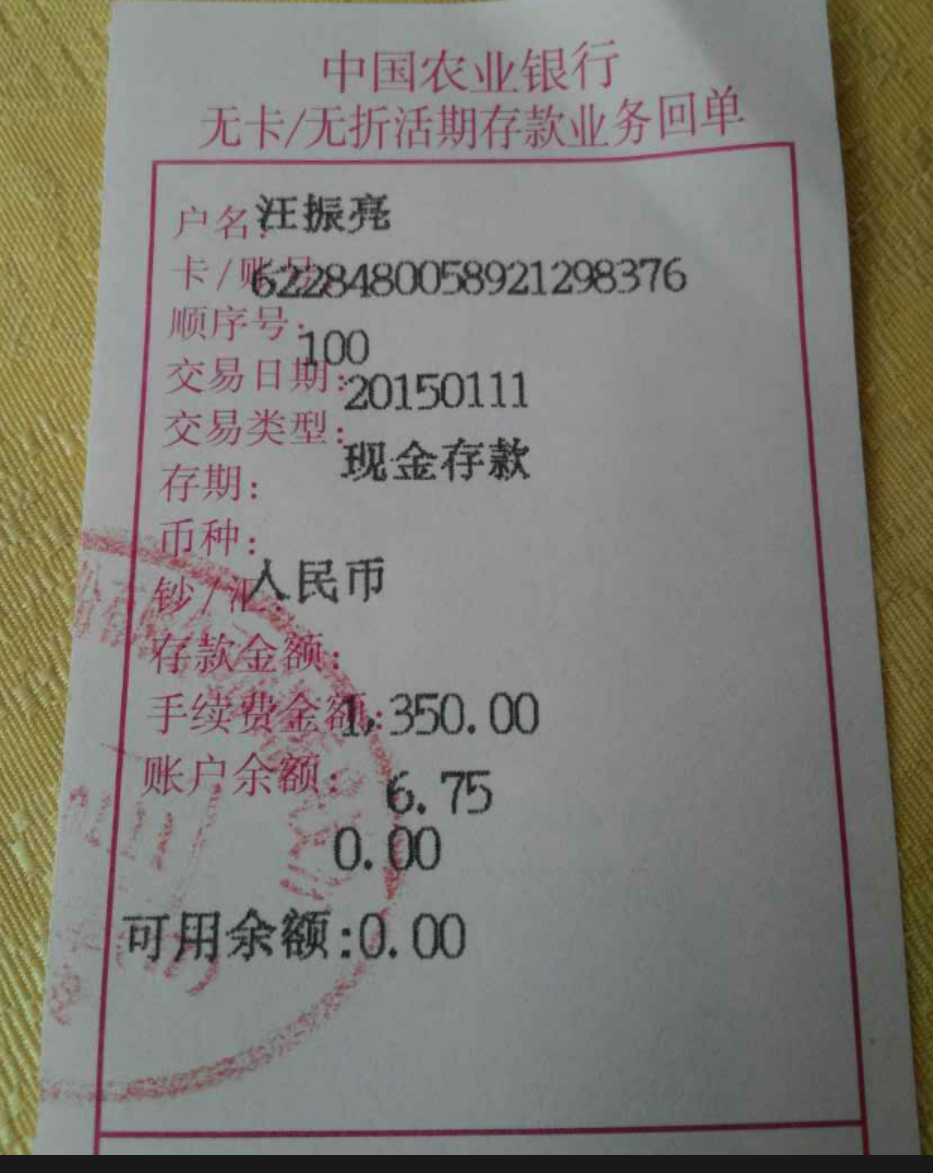 中国农业银行
无卡/无折活期存款业务回单
户名:汪振亮
卡/账号:6228480058921298376
顺序号:
100
交易日期:
20150111
交易类型:
现金存款
存期:
币种:
人民币
钞/汇
存款金额:
手续费金额:
1,350.00
账户余额:
6.75
0.00
可用余额:0.00